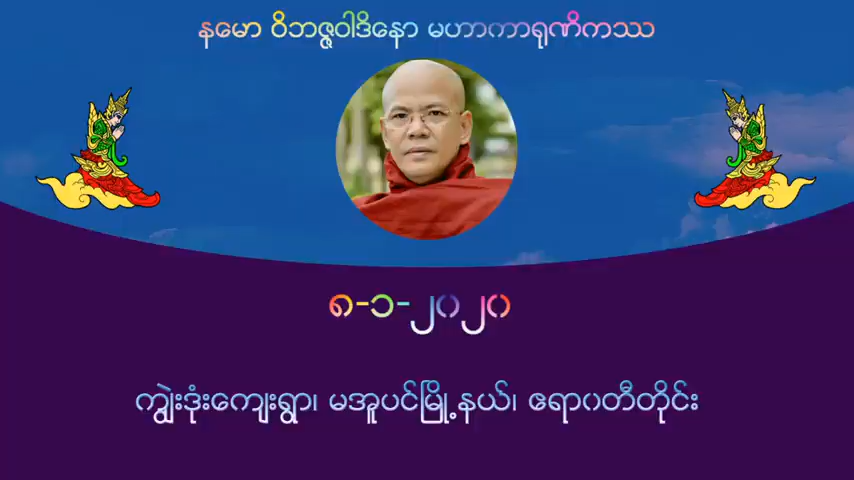 နမော ဝိဘဇ္ဇဝါဒိနော မဟာကာရုဏိကဿ
၈-၁-၂၀၂၀
ကျွဲးဒုံးကျေးရွာ၊ မအူပင်မြို့နယ်၊ ဧရာဝတီတိုင်း